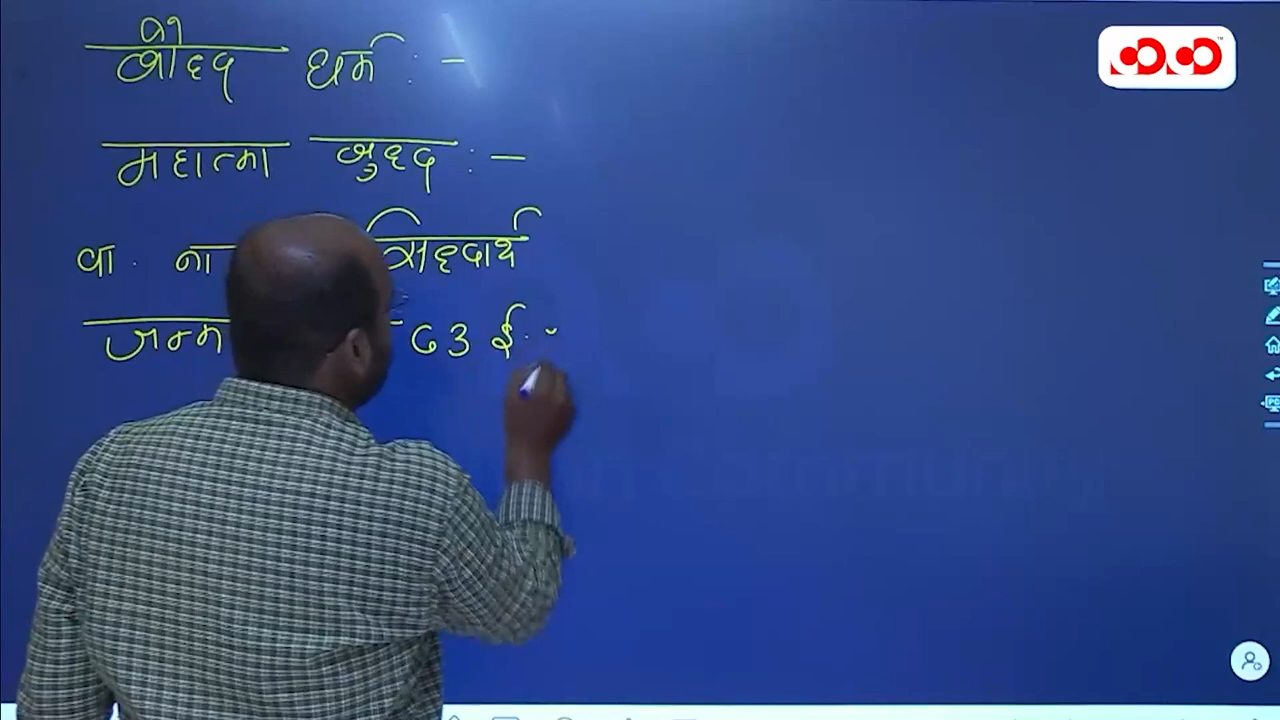 बौद्ध धर्म :-
महात्मा बुद्ध :-
वा. ना सिद्दार्थ
जन्म 63 ई.